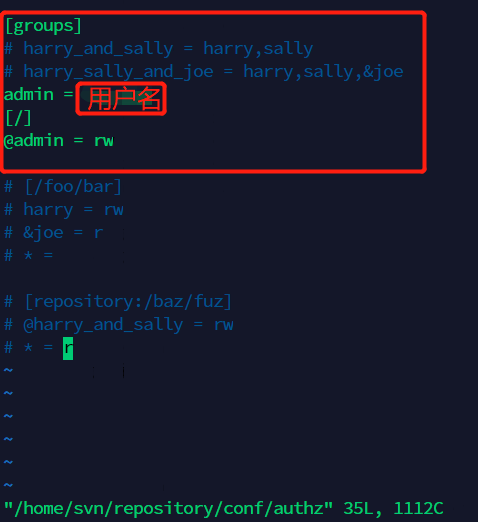 [groups]
# harry_and_sally = harry,sally
# harry_sally_and_joe = harry,sally,&joe
admin = 用户名
[/]
@admin = rw
# [/foo/bar]
# harry = rw
# &joe = r
# * =
# [repository:/baz/fuz]
# @harry_and_sally = rw
# * = r
~
~
~
~
~
~
"/home/svn/repository/conf/authz" 35L, 1112C